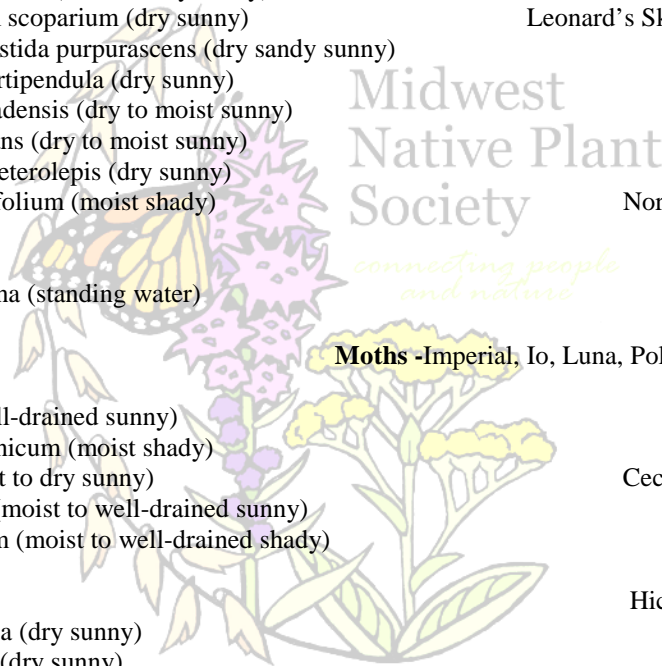 scoparium (dry sunny) Leonard’s Sk
stida purpurascens (dry sandy sunny)
rtipendula (dry sunny)
adensis (dry to moist sunny)
Midwest
ans (dry to moist sunny)
Native Plant
eterolepis (dry sunny)
folium (moist shady) Nor
Society
connecting people
and nature
na (standing water)
Moths -Imperial, Io, Luna, Pol
ll-drained sunny)
nicum (moist shady)
t to dry sunny) Cec
(moist to well-drained sunny)
n (moist to well-drained shady)
Hic
a (dry sunny)
(dry sunny)